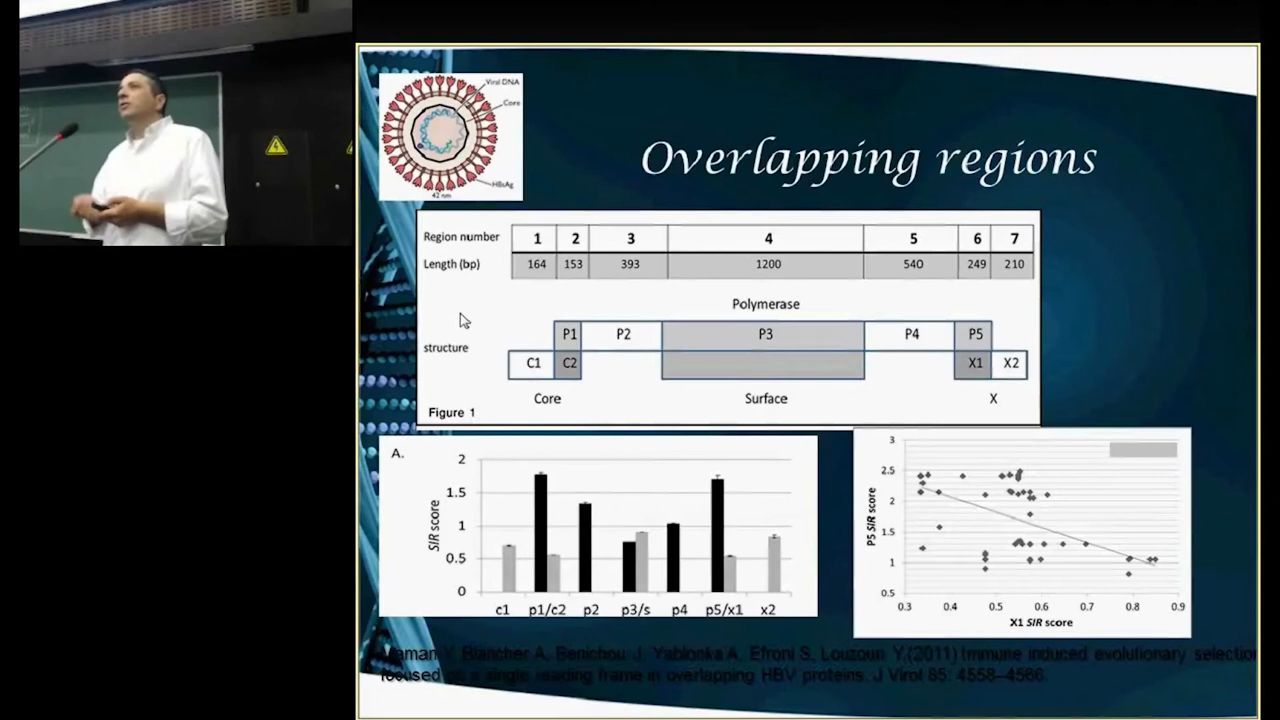 Viral DNA
Core
HBsAg
42 nm
Overlapping regions
Region number 1 2 3 4 5 6 7
Length (bp) 164 153 393 1200 540 249 210
Polymerase
P1 P2 P3 P4 P5
structure
C1 C2 X1 X2
Core Surface X
Figure 1
A.
SIR score
2
1.5
1
0.5
0
c1 p1/c2 p2 p3/s p4 p5/x1 x2
P5 SIR score
3
2.5
2
1.5
1
0.5
0.3 0.4 0.5 0.6 0.7 0.8 0.9
X1 SIR score
Y, Blancher A, Benichou J, Yablonka A, Efroni S, Louzoun Y.(2011) Immune induced evolutionary selection
focused on a single reading frame in overlapping HBV proteins. J Virol 85: 4558–4566.